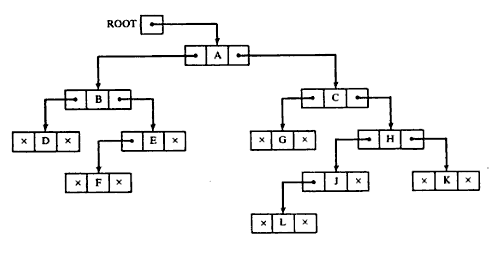 ROOT
A
B
C
× D ×
E ×
× G ×
H
× F ×
J ×
× K ×
× L ×